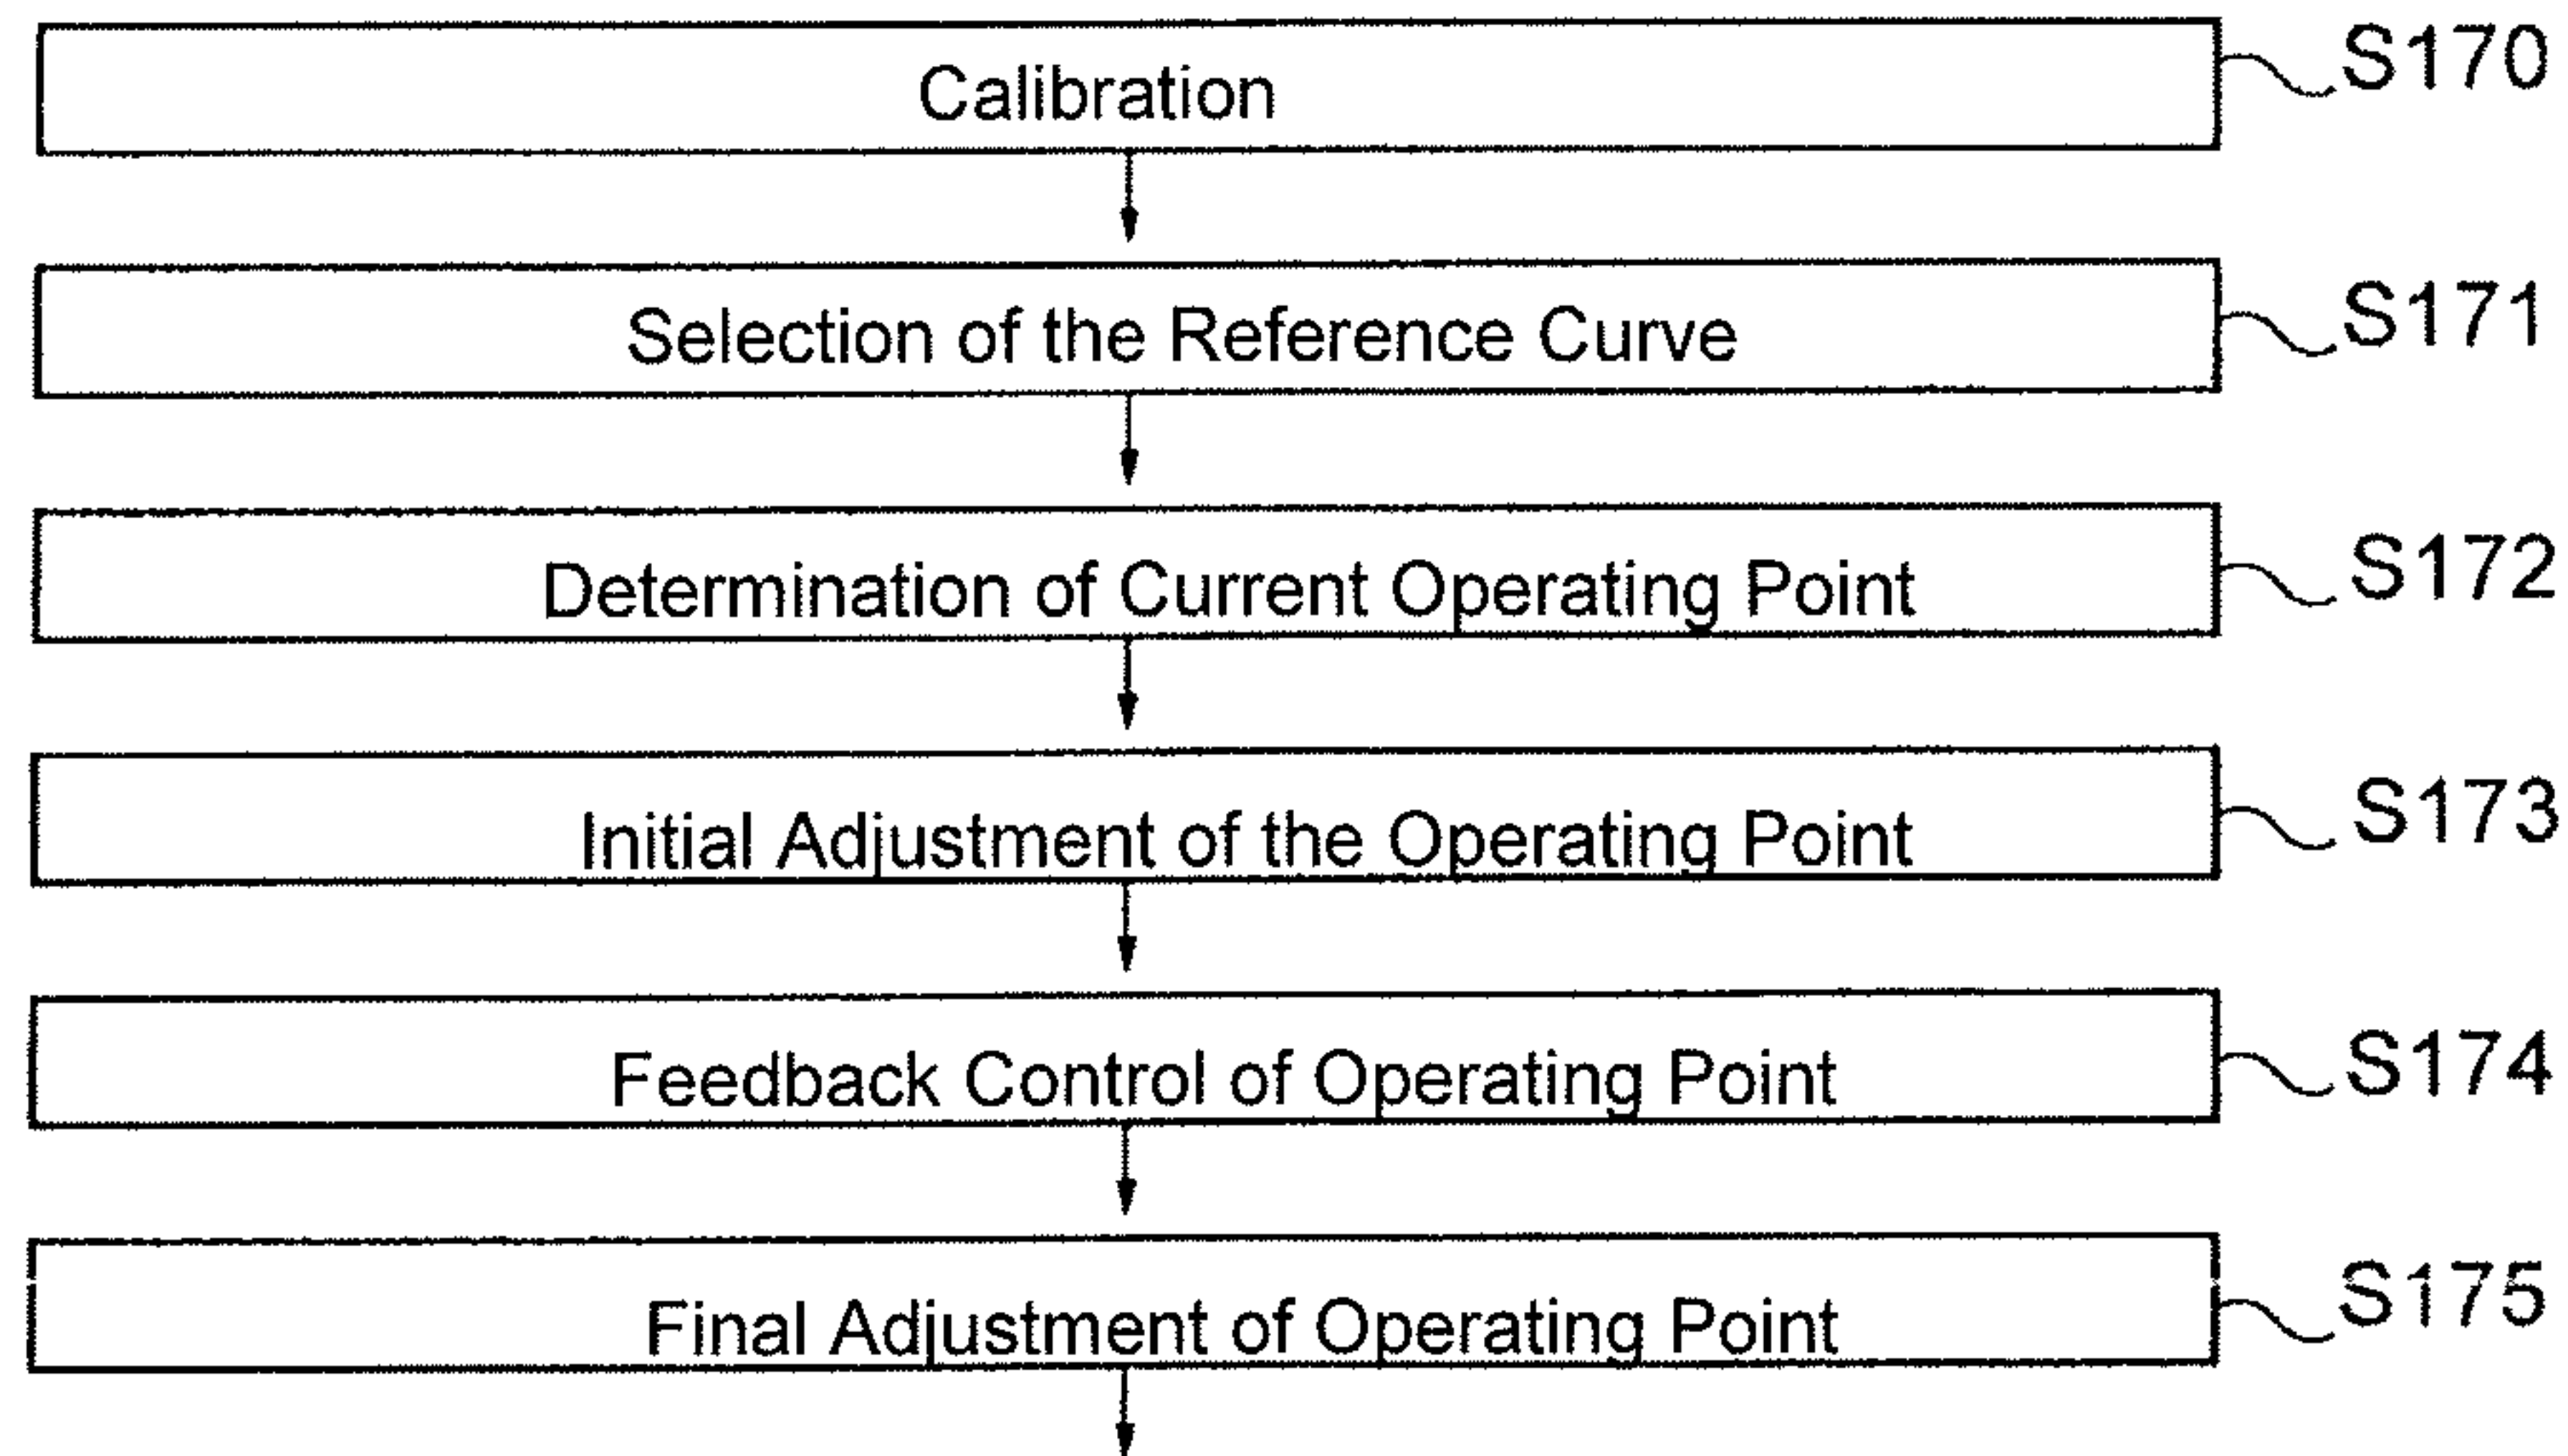 Calibration S170
Selection of the Reference Curve S171
Determination of Current Operating Point S172
Initial Adjustment of the Operating Point S173
Feedback Control of Operating Point S174
Final Adjustment of Operating Point S175